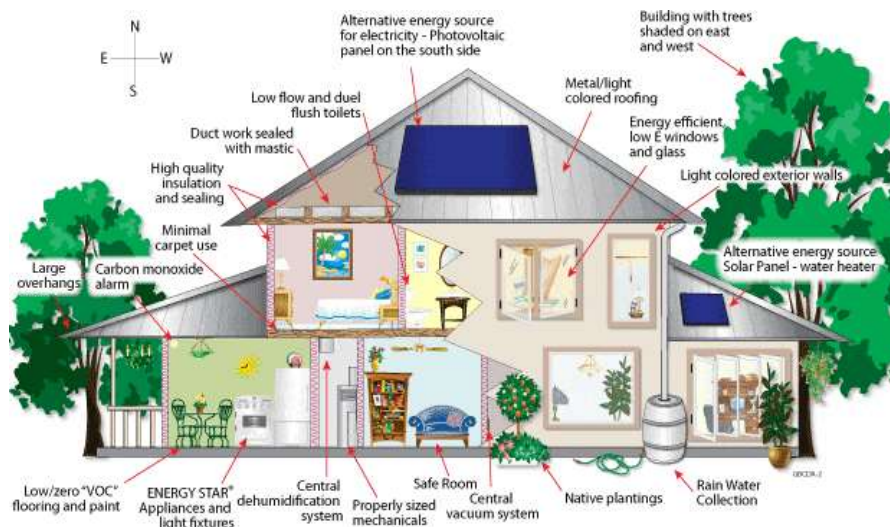 N
E
W
S
Alternative energy source
for electricity - Photovoltaic
panel on the south side
Building with trees
shaded on east
and west
Low flow and duel
flush toilets
Metal/light
colored roofing
Duct work sealed
with mastic
Energy efficient,
low E windows
and glass
High quality
insulation
and sealing
Light colored exterior walls
Minimal
carpet use
Large
overhangs
Carbon monoxide
alarm
Alternative energy source
Solar Panel - water heater
Low/zero "VOC"
flooring and paint
ENERGY STAR®
Appliances and
light fixtures
Central
dehumidification
system
Properly sized
mechanicals
Safe Room
Central
vacuum system
Native plantings
Rain Water
Collection